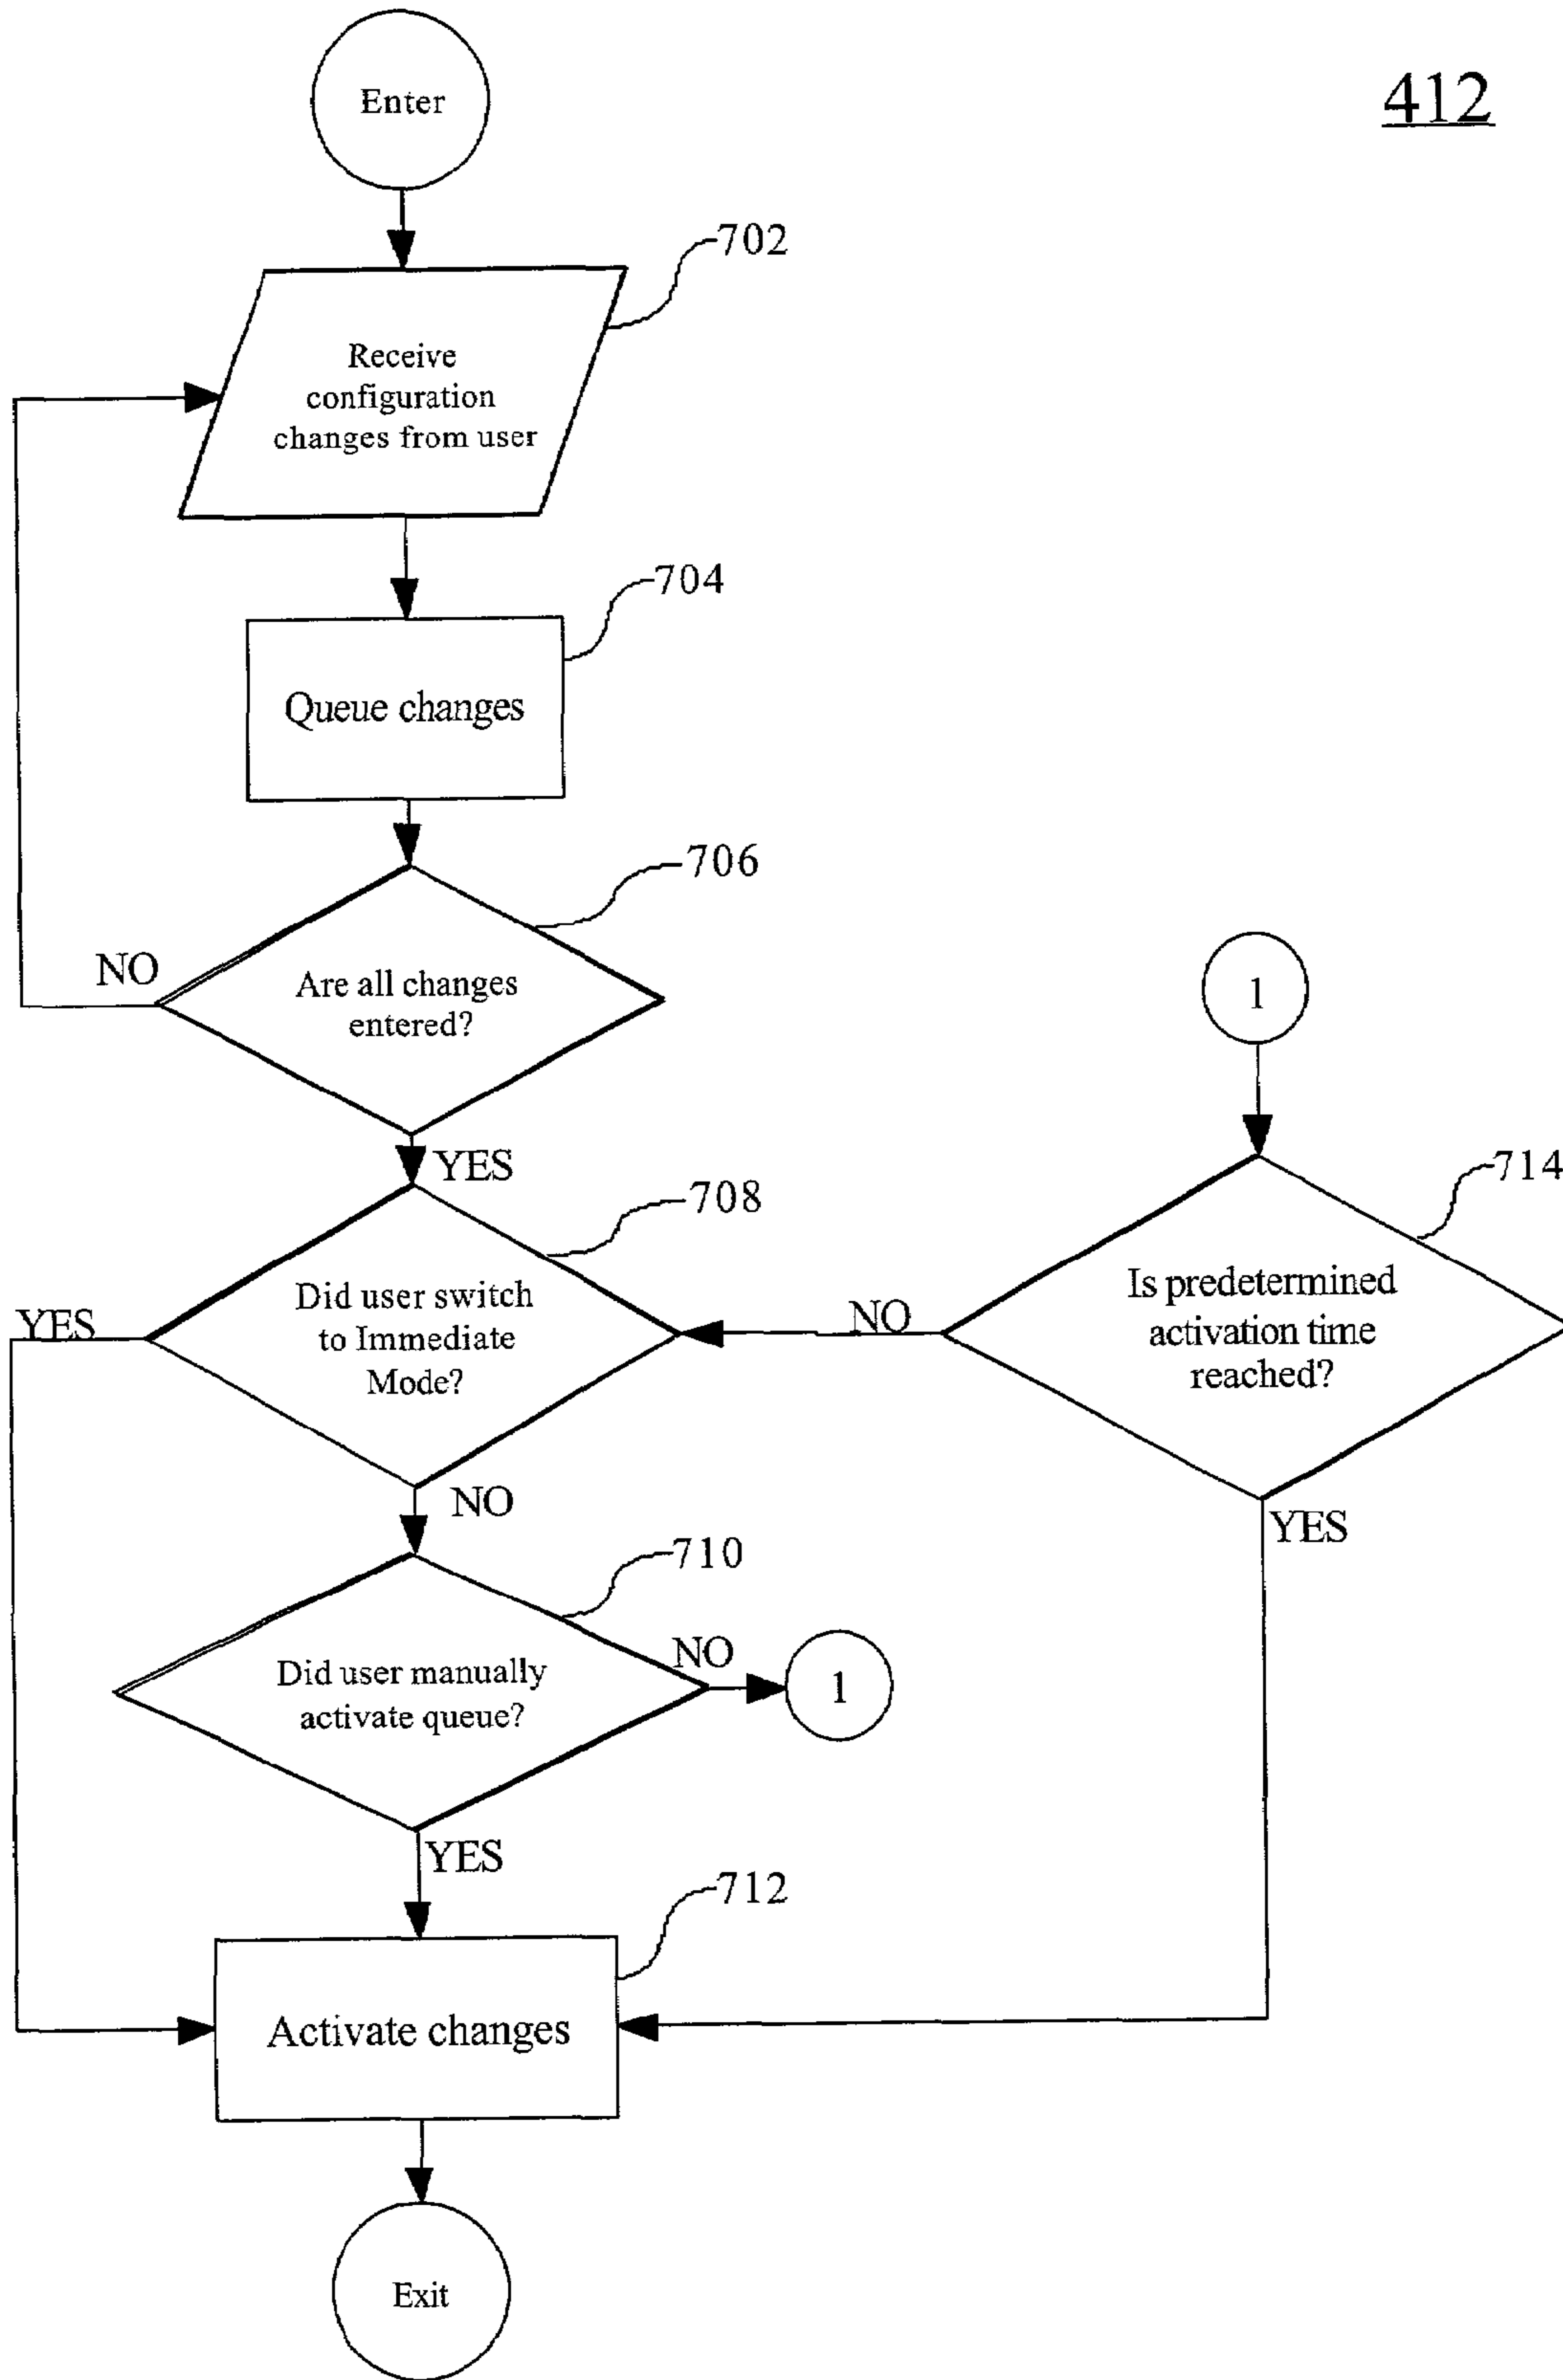 412
Enter
702
Receive
configuration
changes from user
704
Queue changes
706
NO
Are all changes
entered?
1
YES
708
714
YES
Did user switch
to Immediate
Mode?
NO
Is predetermined
activation time
reached?
NO
YES
710
Did user manually
activate queue?
NO
1
YES
712
Activate changes
Exit